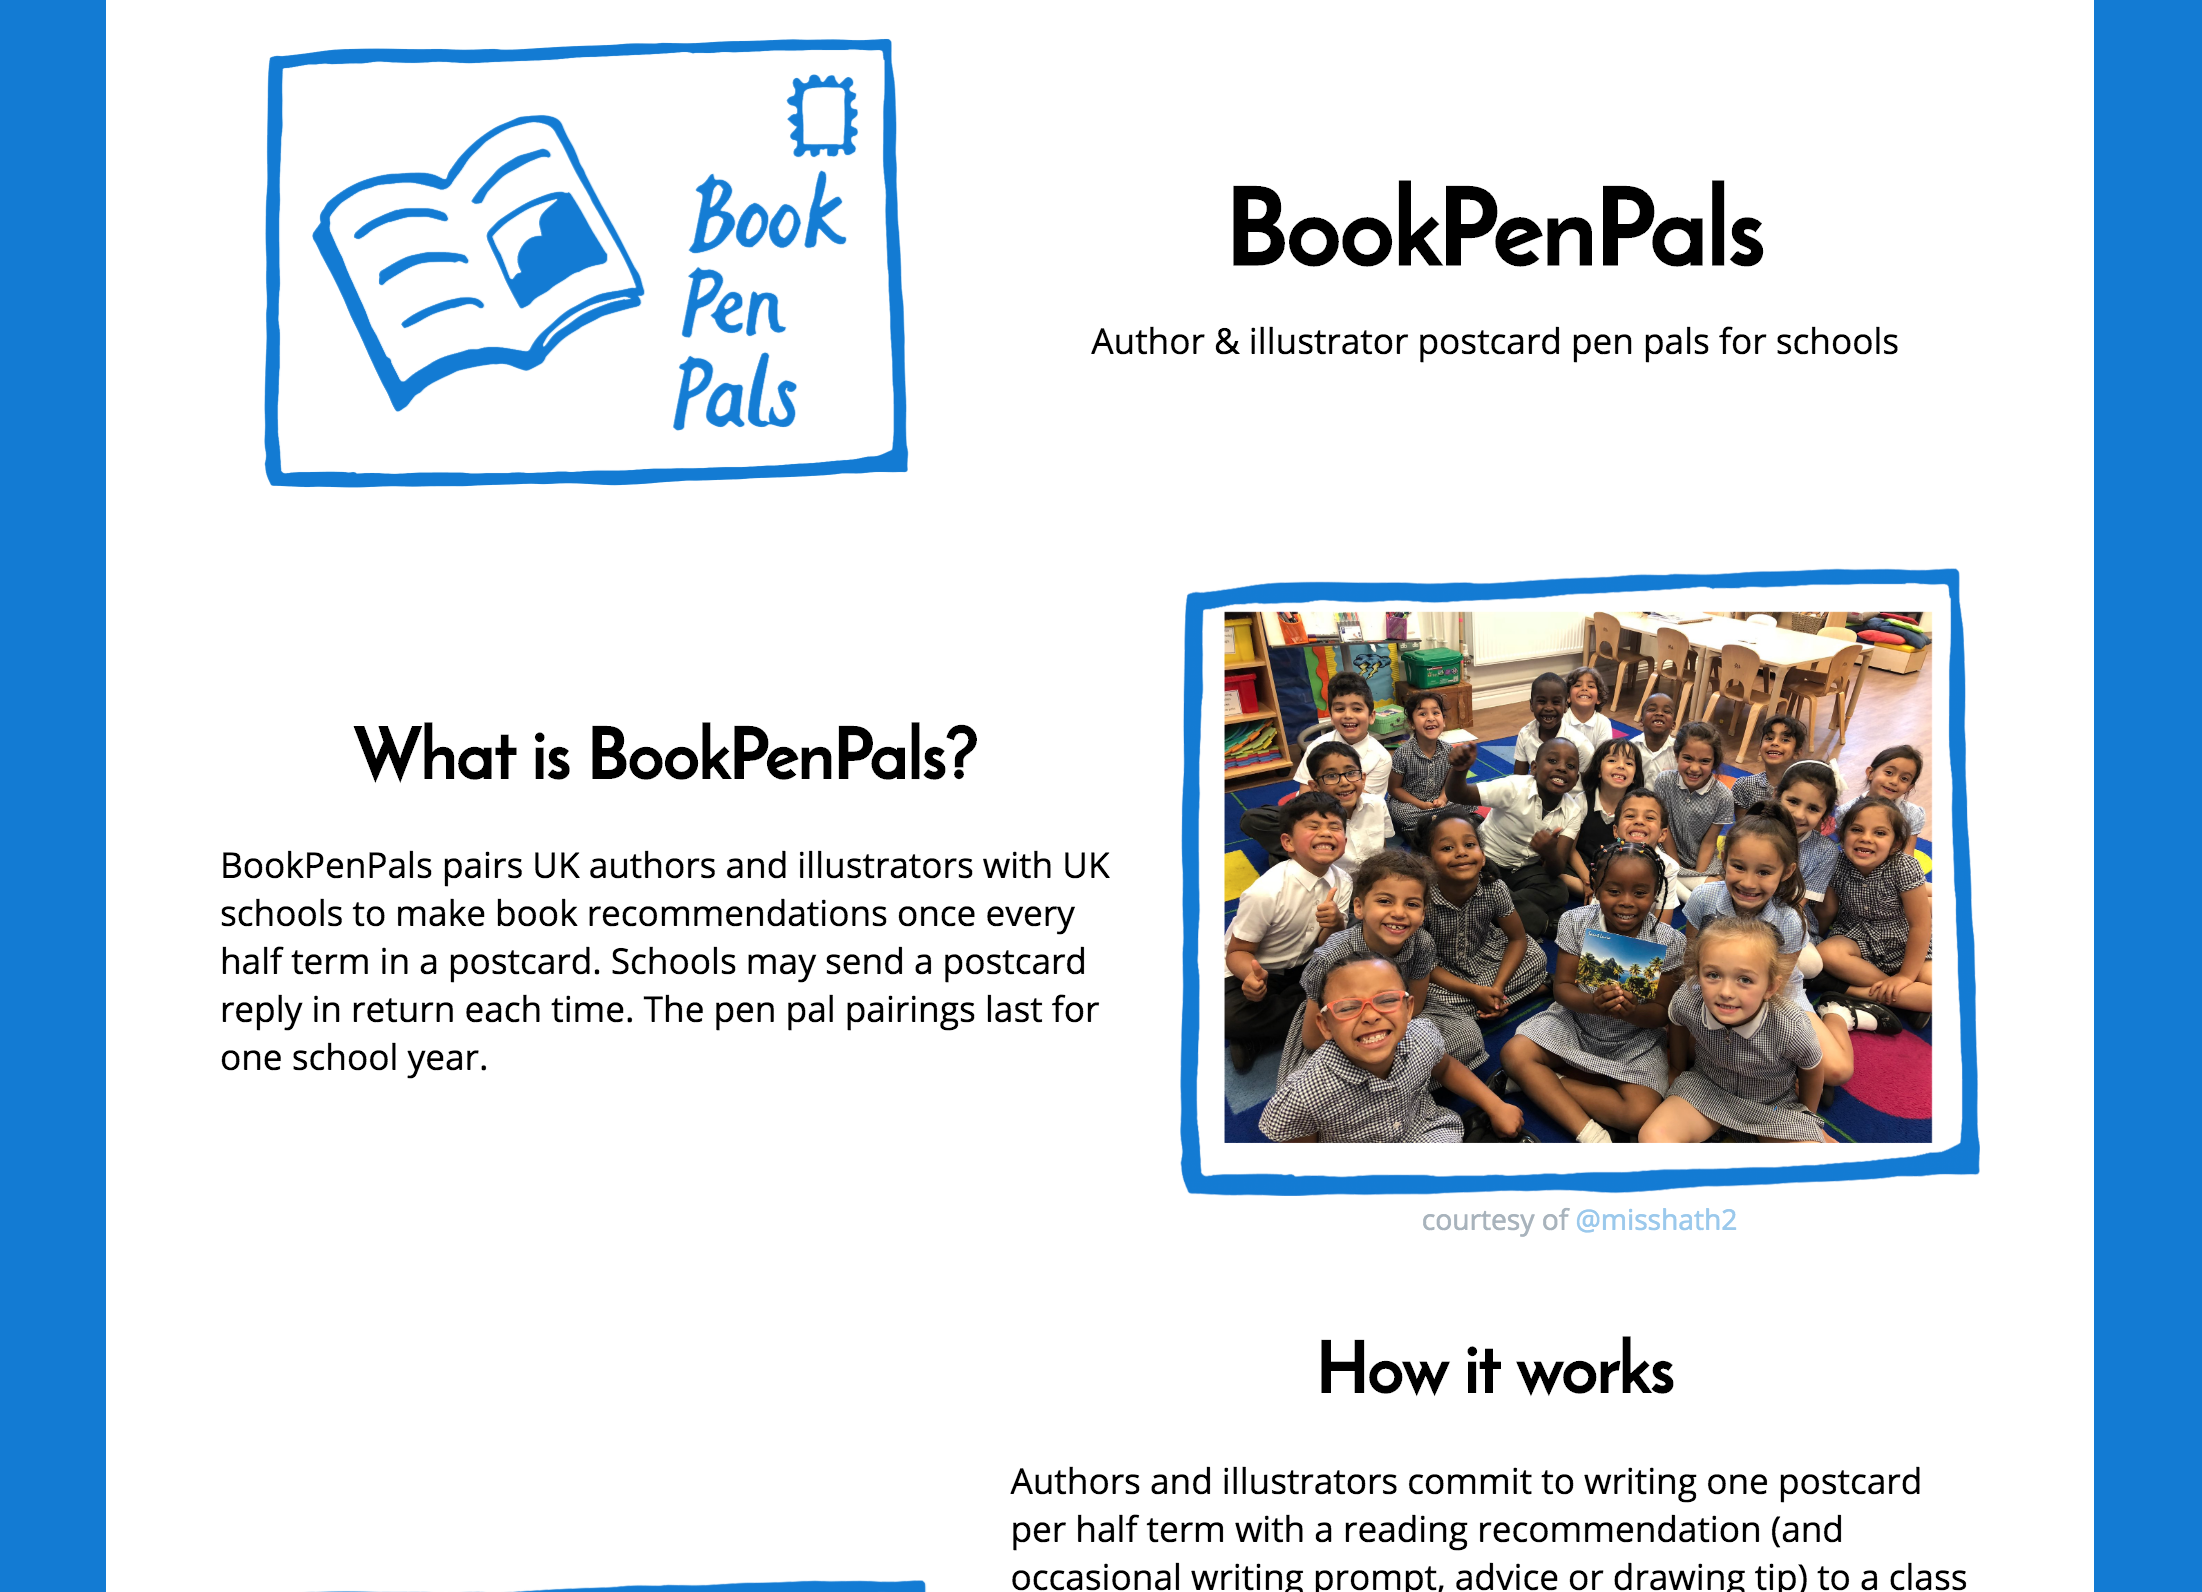 Book
Pen
Pals
BookPenPals
Author & illustrator postcard pen pals for schools
What is BookPenPals?
BookPenPals pairs UK authors and illustrators with UK
schools to make book recommendations once every
half term in a postcard. Schools may send a postcard
reply in return each time. The pen pal pairings last for
one school year.
courtesy of @misshath2
How it works
Authors and illustrators commit to writing one postcard
per half term with a reading recommendation (and
occasional writing prompt, advice or drawing tip) to a class